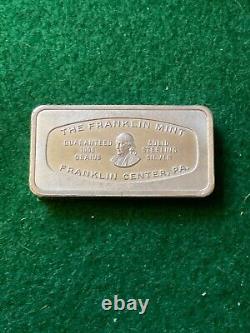 THE FRANKLIN MINT
GUARANTEED SOLID
1000 STERLING
GRAINS SILVER
FRANKLIN CENTER, PA.